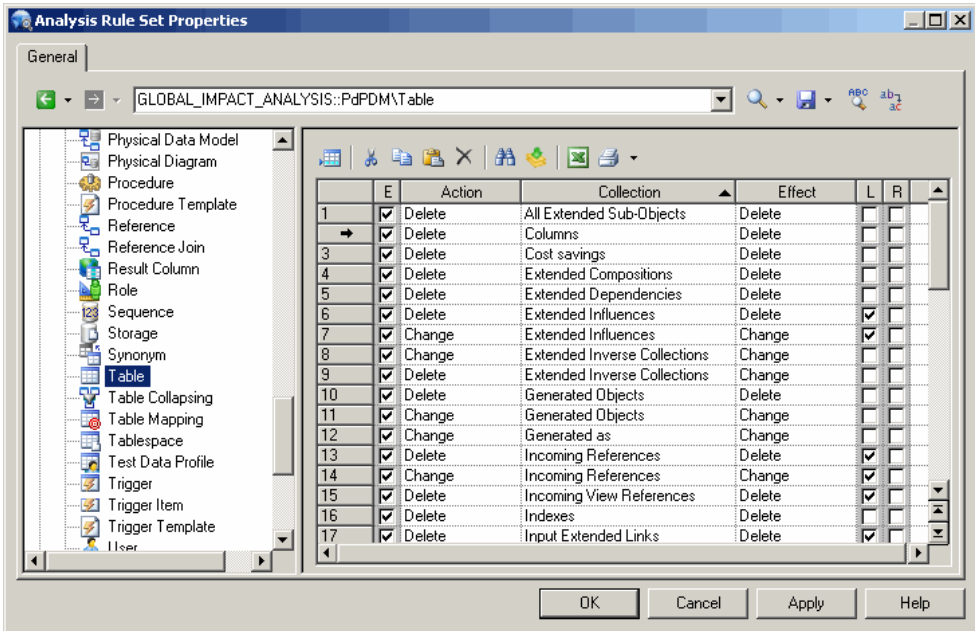 Analysis Rule Set Properties
General
GLOBAL_IMPACT_ANALYSIS::PdPDM\Table
Physical Data Model
Physical Diagram
Procedure
Procedure Template
Reference
Reference Join
Result Column
Role
Sequence
Storage
Synonym
Table
Table Collapsing
Table Mapping
Tablespace
Test Data Profile
Trigger
Trigger Item
Trigger Template
User
E Action Collection Effect L R
1 Delete All Extended Sub-Objects Delete
Delete Columns Delete
3 Delete Cost savings Delete
4 Delete Extended Compositions Delete
5 Delete Extended Dependencies Delete
6 Delete Extended Influences Delete
7 Change Extended Influences Change
8 Change Extended Inverse Collections Change
9 Delete Extended Inverse Collections Change
10 Delete Generated Objects Delete
11 Change Generated Objects Change
12 Change Generated as Change
13 Delete Incoming References Delete
14 Change Incoming References Change
15 Delete Incoming View References Delete
16 Delete Indexes Delete
17 Delete Input Extended Links Delete
OK Cancel Apply Help